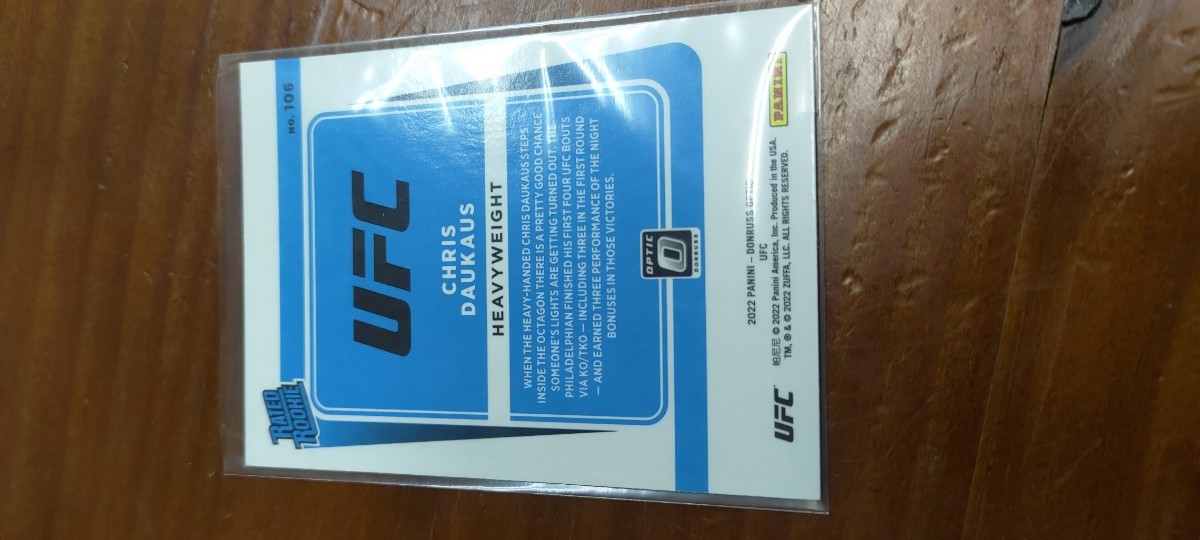 RATED
ROOKIE
NO. 106
UFC
CHRIS
DAUKAUS
HEAVYWEIGHT
WHEN THE HEAVY-HANDED CHRIS DAUKAUS STEPS
INSIDE THE OCTAGON THERE IS A PRETTY GOOD CHANCE
SOMEONE'S LIGHTS ARE GETTING TURNED OUT. THE
PHILADELPHIAN FINISHED HIS FIRST FOUR UFC BOUTS
VIA KO/TKO — INCLUDING THREE IN THE FIRST ROUND
— AND EARNED THREE PERFORMANCE OF THE NIGHT
BONUSES IN THOSE VICTORIES.
OPTIC
DONRUSS
2022 PANINI – DONRUSS OPTIC
UFC
帕尼尼 © 2022 Panini America, Inc. Produced in the USA.
TM, ® & © 2022 ZUFFA, LLC. ALL RIGHTS RESERVED.
UFC
PANINI